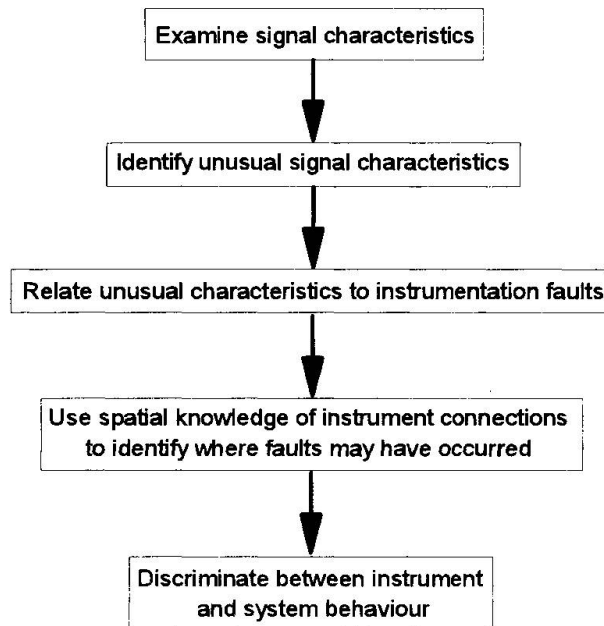 Examine signal characteristics
Identify unusual signal characteristics
Relate unusual characteristics to instrumentation faults
Use spatial knowledge of instrument connections
to identify where faults may have occurred
Discriminate between instrument
and system behaviour